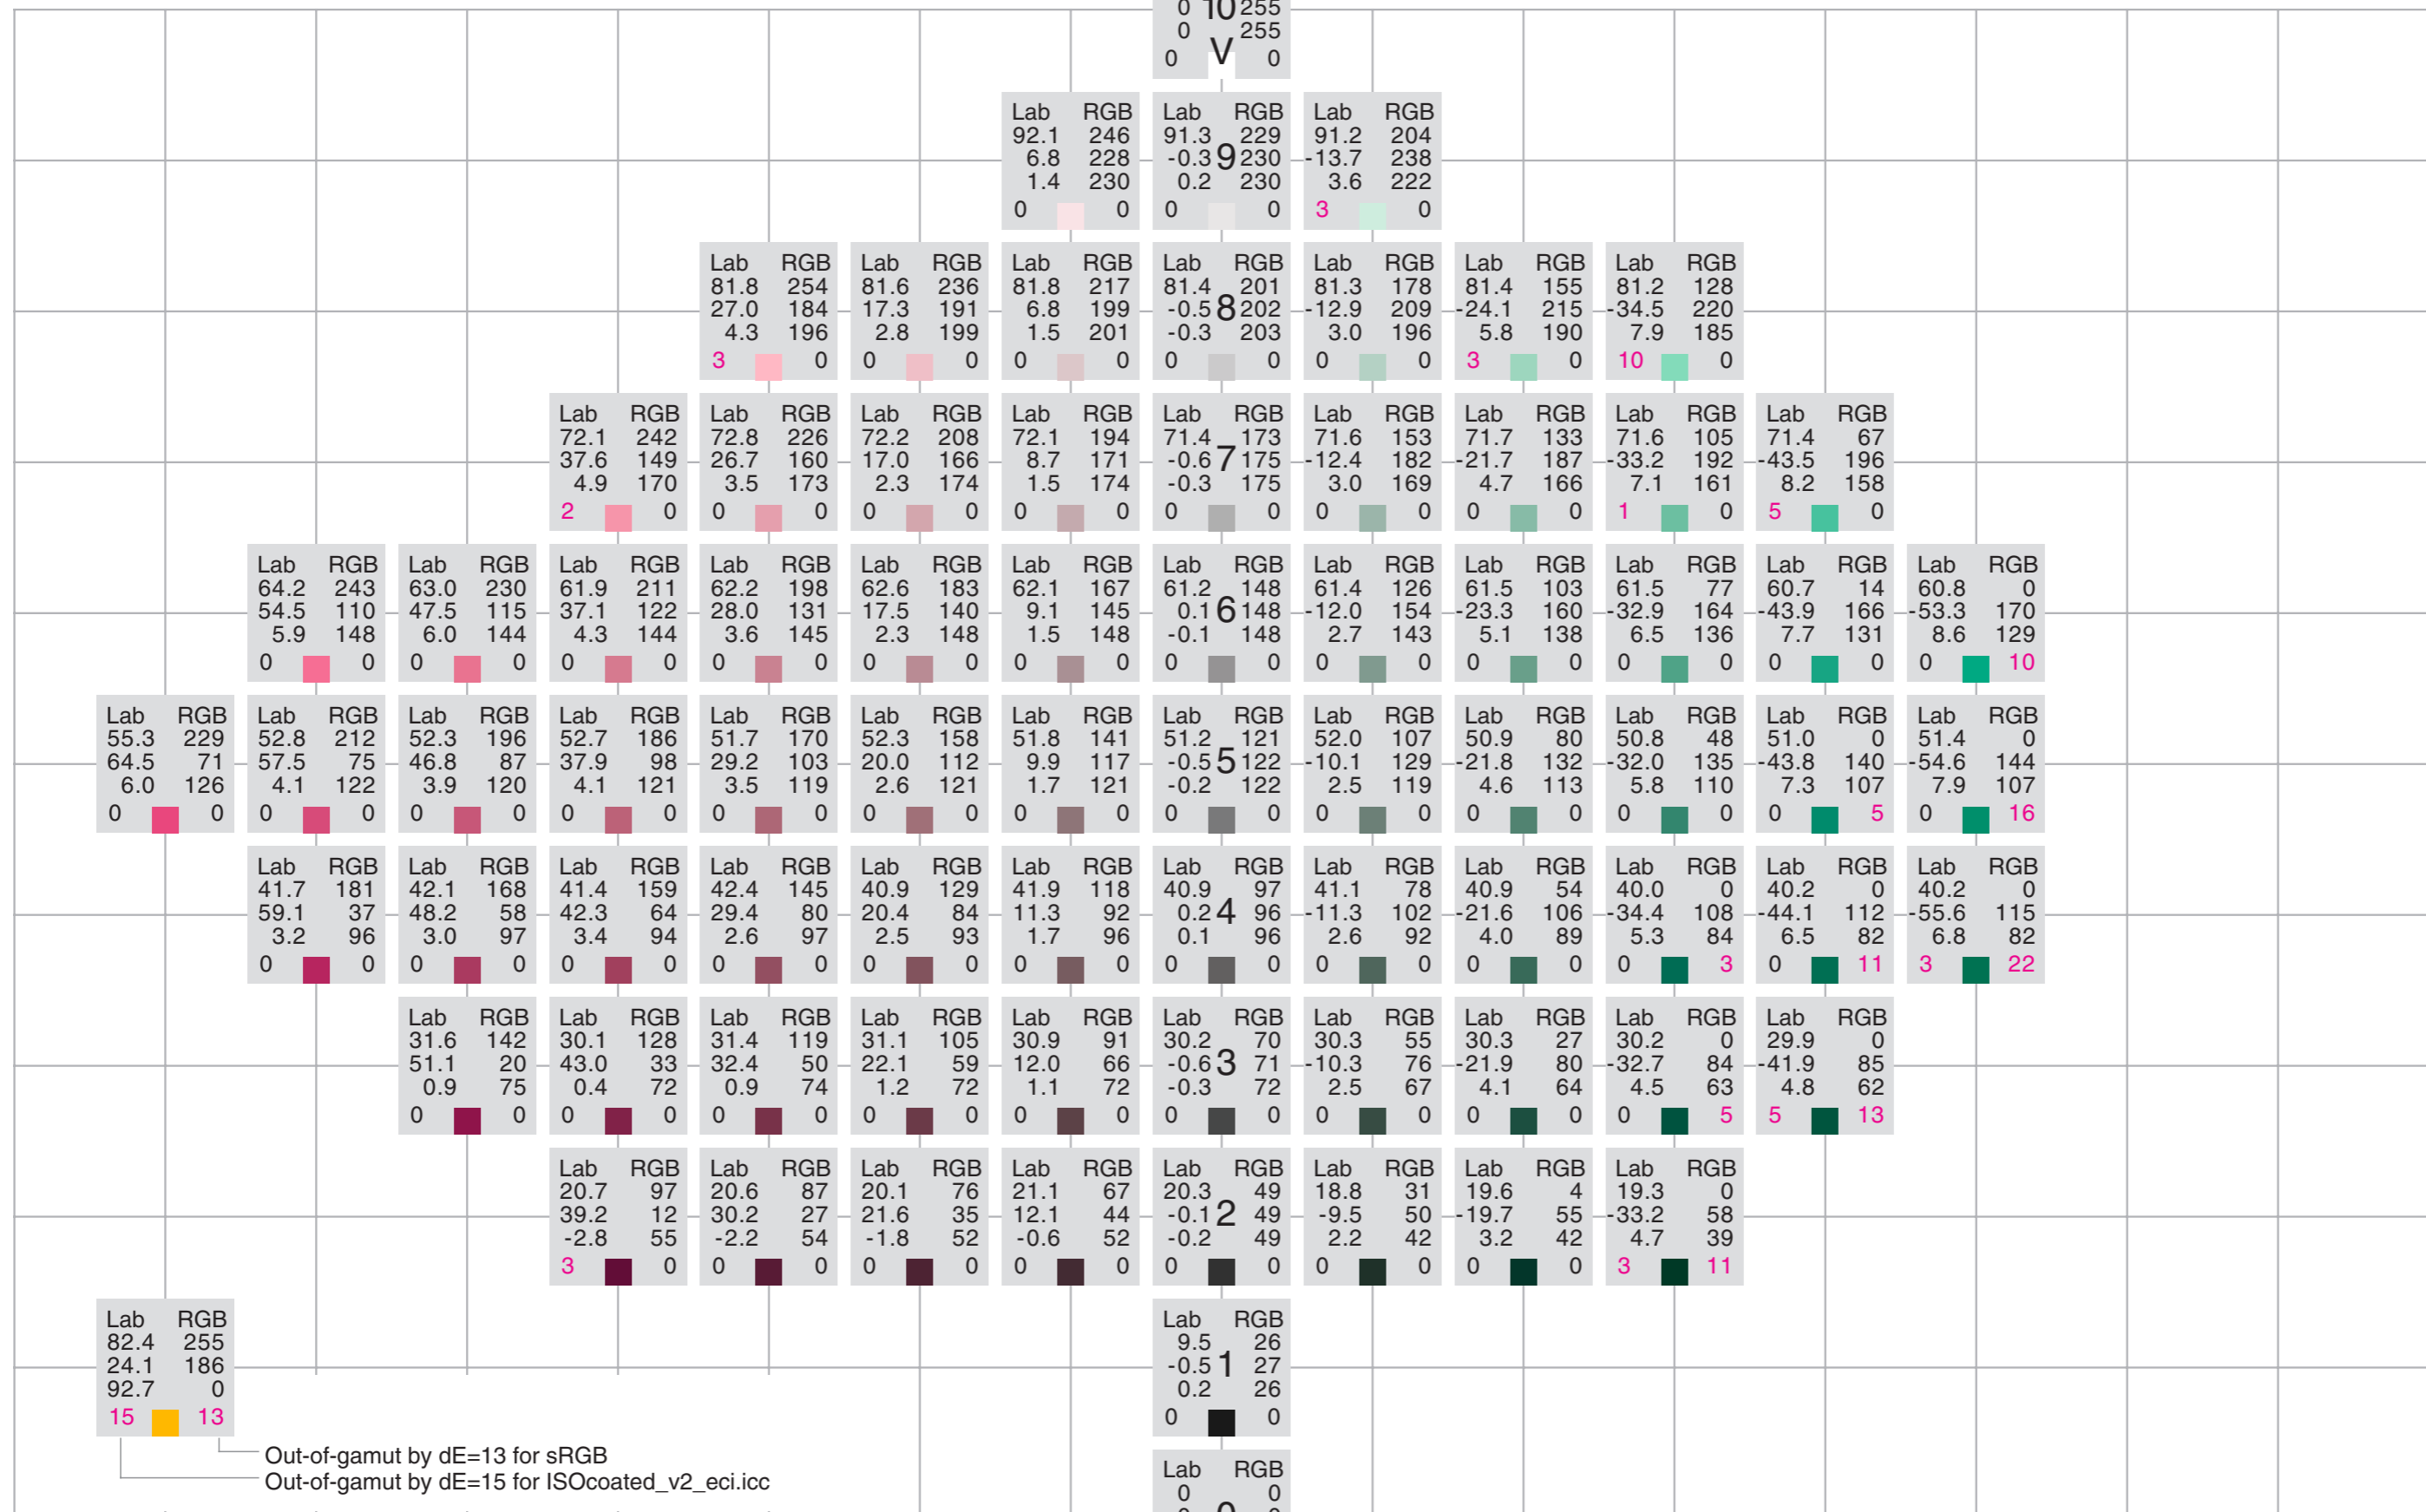 0 10 255
0 255
V
0 0
Lab RGB Lab RGB Lab RGB
92.1 246 91.3 229 91.2 204
6.8 228 -0.3 9 230 -13.7 238
1.4 230 0.2 230 3.6 222
0 0 0 0 3 0
Lab RGB Lab RGB Lab RGB Lab RGB Lab RGB Lab RGB Lab RGB
81.8 254 81.6 236 81.8 217 81.4 201 81.3 178 81.4 155 81.2 128
27.0 184 17.3 191 6.8 199 -0.5 8 202 -12.9 209 -24.1 215 -34.5 220
4.3 196 2.8 199 1.5 201 -0.3 203 3.0 196 5.8 190 7.9 185
3 0 0 0 0 0 0 0 0 0 3 0 10 0
Lab RGB Lab RGB Lab RGB Lab RGB Lab RGB Lab RGB Lab RGB Lab RGB Lab RGB
72.1 242 72.8 226 72.2 208 72.1 194 71.4 173 71.6 153 71.7 133 71.6 105 71.4 67
37.6 149 26.7 160 17.0 166 8.7 171 -0.6 7 175 -12.4 182 -21.7 187 -33.2 192 -43.5 196
4.9 170 3.5 173 2.3 174 1.5 174 -0.3 175 3.0 169 4.7 166 7.1 161 8.2 158
2 0 0 0 0 0 0 0 0 0 0 0 0 0 1 0 5 0
Lab RGB Lab RGB Lab RGB Lab RGB Lab RGB Lab RGB Lab RGB Lab RGB Lab RGB Lab RGB Lab RGB Lab RGB
64.2 243 63.0 230 61.9 211 62.2 198 62.6 183 62.1 167 61.2 148 61.4 126 61.5 103 61.5 77 60.7 14 60.8 0
54.5 110 47.5 115 37.1 122 28.0 131 17.5 140 9.1 145 0.1 6 148 -12.0 154 -23.3 160 -32.9 164 -43.9 166 -53.3 170
5.9 148 6.0 144 4.3 144 3.6 145 2.3 148 1.5 148 -0.1 148 2.7 143 5.1 138 6.5 136 7.7 131 8.6 129
0 0 0 0 0 0 0 0 0 0 0 0 0 0 0 0 0 0 0 0 0 0 0 10
Lab RGB Lab RGB Lab RGB Lab RGB Lab RGB Lab RGB Lab RGB Lab RGB Lab RGB Lab RGB Lab RGB Lab RGB Lab RGB
55.3 229 52.8 212 52.3 196 52.7 186 51.7 170 52.3 158 51.8 141 51.2 121 52.0 107 50.9 80 50.8 48 51.0 0 51.4 0
64.5 71 57.5 75 46.8 87 37.9 98 29.2 103 20.0 112 9.9 117 -0.5 5 122 -10.1 129 -21.8 132 -32.0 135 -43.8 140 -54.6 144
6.0 126 4.1 122 3.9 120 4.1 121 3.5 119 2.6 121 1.7 121 -0.2 122 2.5 119 4.6 113 5.8 110 7.3 107 7.9 107
0 0 0 0 0 0 0 0 0 0 0 0 0 0 0 0 0 0 0 0 0 0 0 5 0 16
Lab RGB Lab RGB Lab RGB Lab RGB Lab RGB Lab RGB Lab RGB Lab RGB Lab RGB Lab RGB Lab RGB Lab RGB
41.7 181 42.1 168 41.4 159 42.4 145 40.9 129 41.9 118 40.9 97 41.1 78 40.9 54 40.0 0 40.2 0 40.2 0
59.1 37 48.2 58 42.3 64 29.4 80 20.4 84 11.3 92 0.2 4 96 -11.3 102 -21.6 106 -34.4 108 -44.1 112 -55.6 115
3.2 96 3.0 97 3.4 94 2.6 97 2.5 93 1.7 96 0.1 96 2.6 92 4.0 89 5.3 84 6.5 82 6.8 82
0 0 0 0 0 0 0 0 0 0 0 0 0 0 0 0 0 0 0 3 0 11 3 22
Lab RGB Lab RGB Lab RGB Lab RGB Lab RGB Lab RGB Lab RGB Lab RGB Lab RGB Lab RGB
31.6 142 30.1 128 31.4 119 31.1 105 30.9 91 30.2 70 30.3 55 30.3 27 30.2 0 29.9 0
51.1 20 43.0 33 32.4 50 22.1 59 12.0 66 -0.6 3 71 -10.3 76 -21.9 80 -32.7 84 -41.9 85
0.9 75 0.4 72 0.9 74 1.2 72 1.1 72 -0.3 72 2.5 67 4.1 64 4.5 63 4.8 62
0 0 0 0 0 0 0 0 0 0 0 0 0 0 0 0 0 5 5 13
Lab RGB Lab RGB Lab RGB Lab RGB Lab RGB Lab RGB Lab RGB Lab RGB
20.7 97 20.6 87 20.1 76 21.1 67 20.3 49 18.8 31 19.6 4 19.3 0
39.2 12 30.2 27 21.6 35 12.1 44 -0.1 2 49 -9.5 50 -19.7 55 -33.2 58
-2.8 55 -2.2 54 -1.8 52 -0.6 52 -0.2 49 2.2 42 3.2 42 4.7 39
3 0 0 0 0 0 0 0 0 0 0 0 0 0 3 11
Lab RGB Lab RGB
82.4 255 9.5 26
24.1 186 -0.5 1 27
92.7 0 0.2 26
15 13 0 0
Out-of-gamut by dE=13 for sRGB
Out-of-gamut by dE=15 for ISOcoated_v2_eci.icc
Lab RGB
0 0